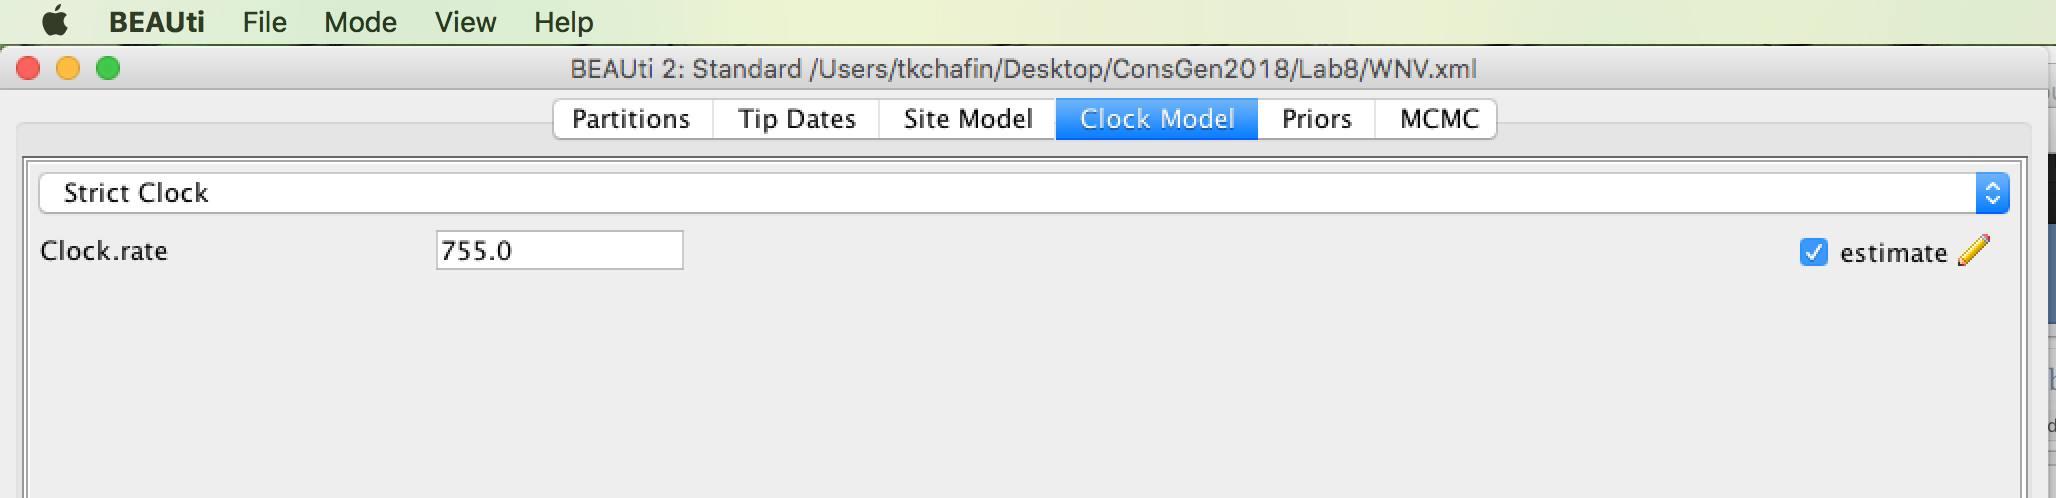 BEAUti File Mode View Help
BEAUti 2: Standard /Users/tkchafin/Desktop/ConsGen2018/Lab8/WNV.xml
Partitions Tip Dates Site Model Clock Model Priors MCMC
Strict Clock
Clock.rate 755.0 estimate